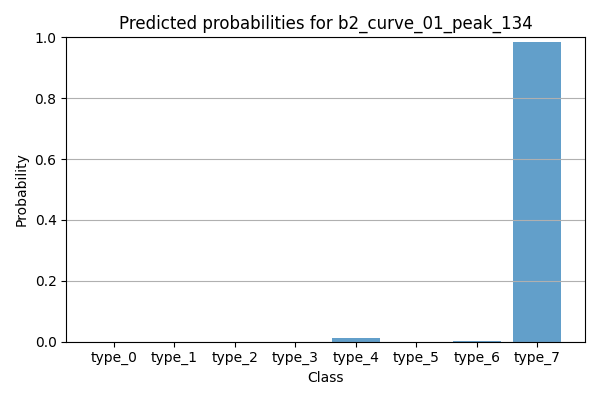 Predicted probabilities for b2_curve_01_peak_134
1.0
0.8
0.6
0.4
0.2
0.0
Probability
type_0 type_1 type_2 type_3 type_4 type_5 type_6 type_7
Class